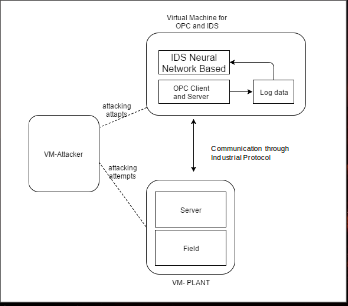 Virtual Machine for
OPC and IDS
IDS Neural
Network Based
OPC Client
and Server
Log data
attacking
attapts
VM-Attacker
Communication through
Industrial Protocol
attacking
attempts
Server
Field
VM- PLANT